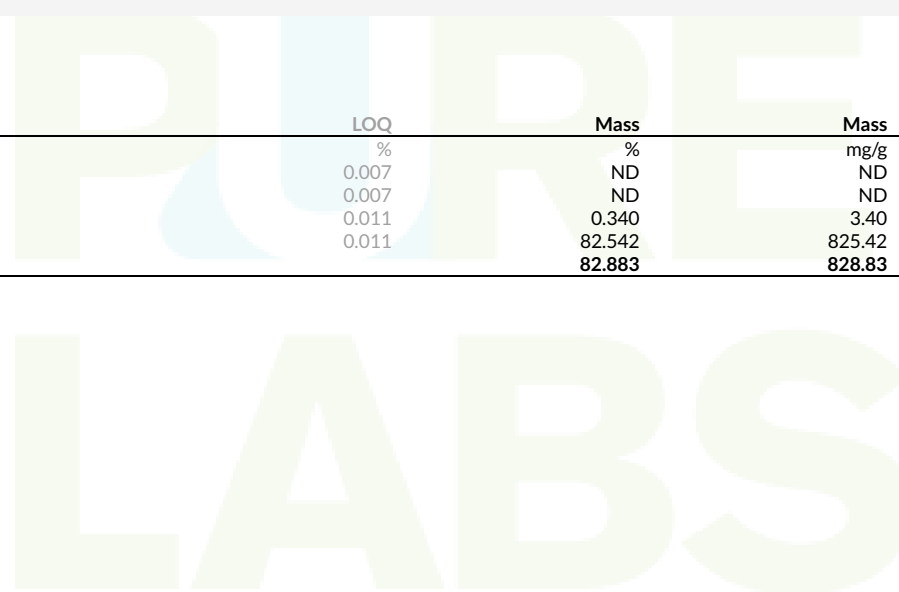 PURE
LOQ Mass Mass
% % mg/g
0.007 ND ND
0.007 ND ND
0.011 0.340 3.40
0.011 82.542 825.42
82.883 828.83
LABS